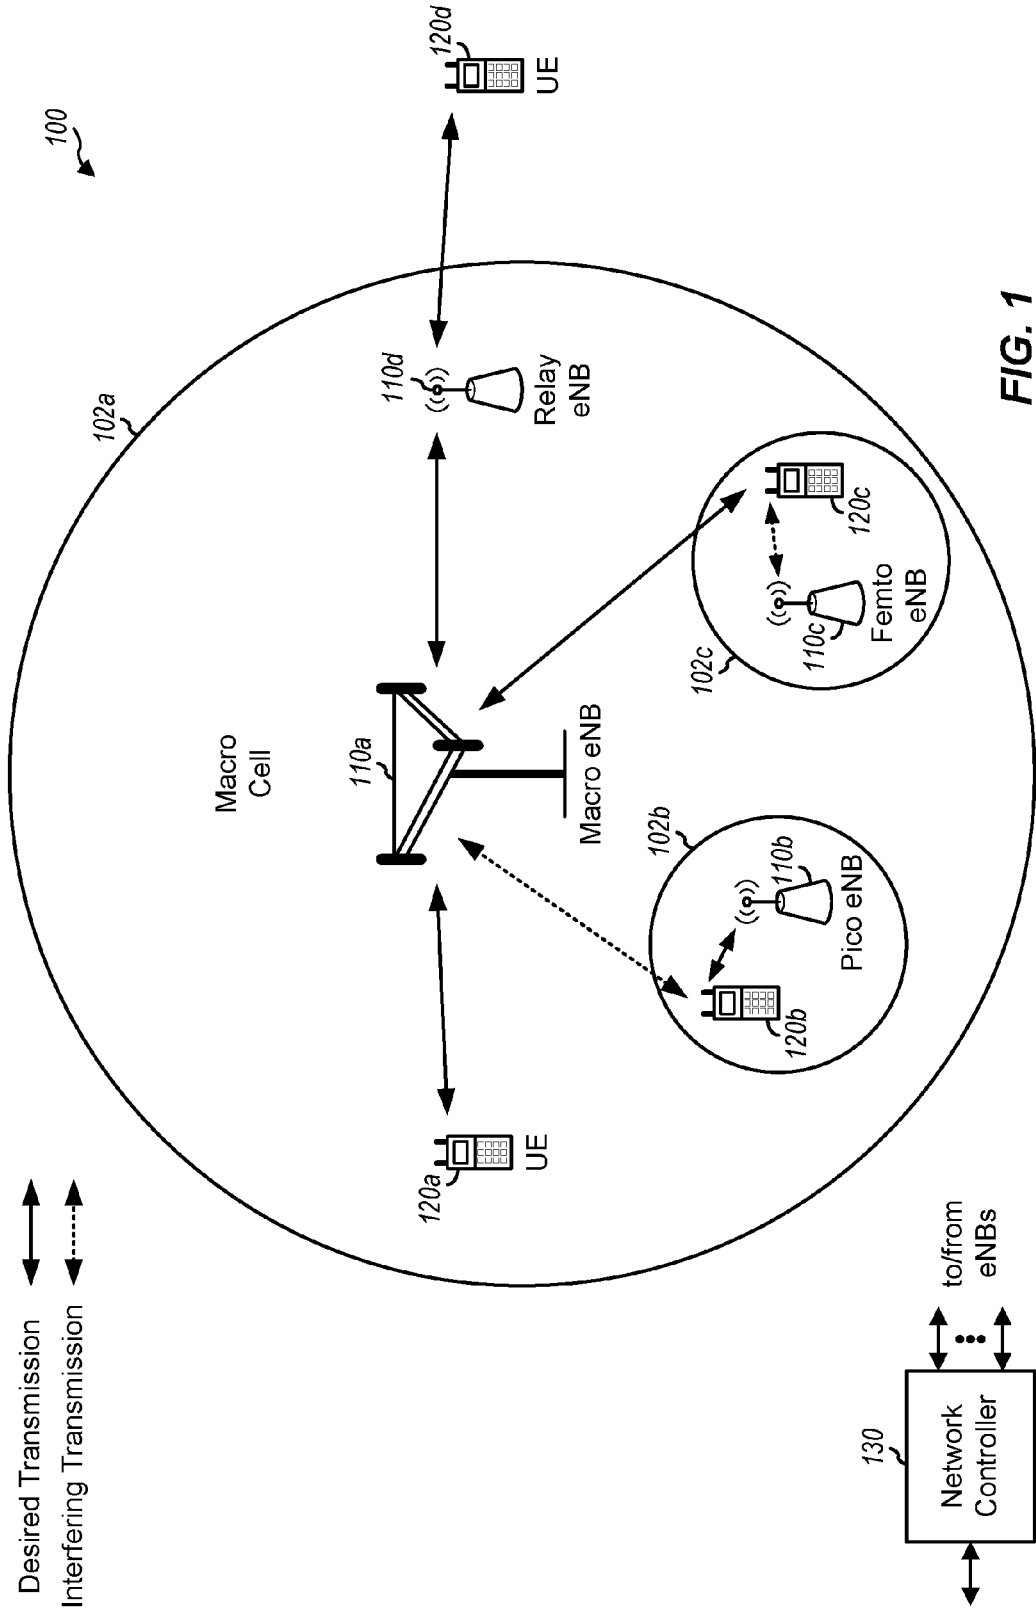 Desired Transmission
Interfering Transmission
100
102a
Macro
Cell
110a
Macro eNB
120a
UE
110d
Relay
eNB
120d
UE
102b
120b
110b
Pico eNB
102c
110c
Femto
eNB
120c
130
Network
Controller
to/from
eNBs
FIG. 1